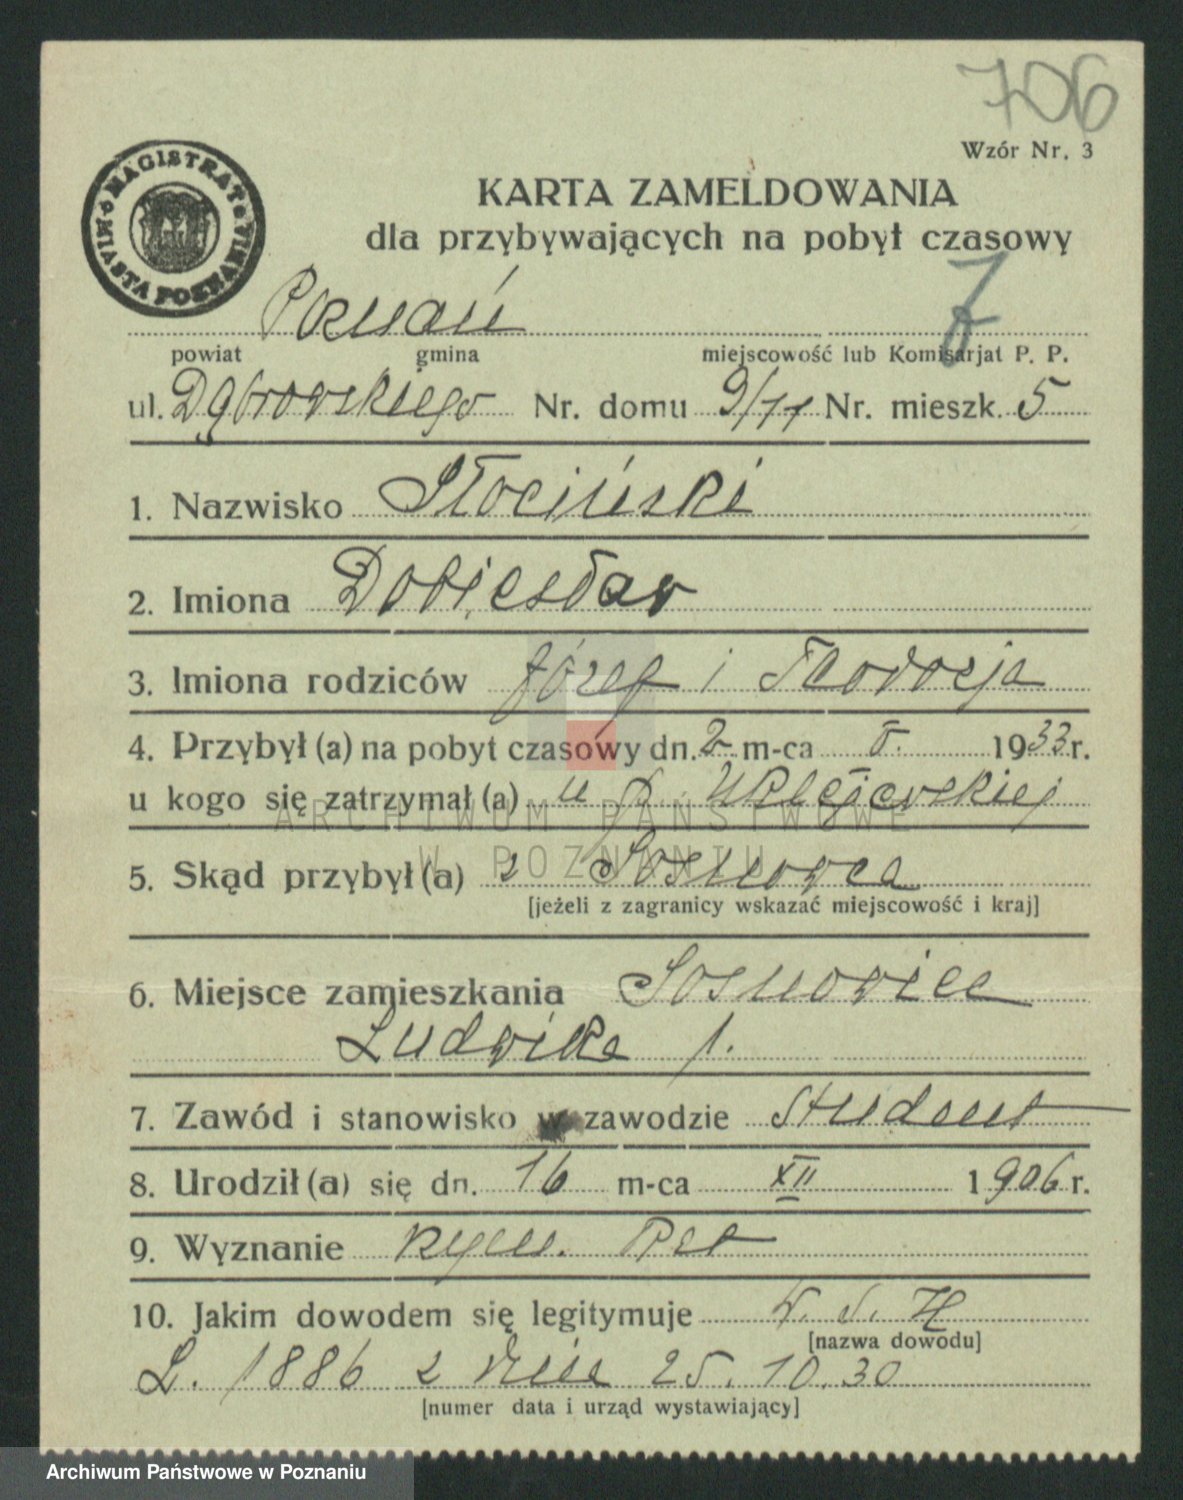 706
Wzór Nr. 3
MAGISTRAT MIASTA POZNANIA
KARTA ZAMELDOWANIA
dla przybywających na pobyt czasowy
Poznań
powiat gmina miejscowość lub Komisarjat P. P.
ul. Dąbrowskiego Nr. domu 9/11 Nr. mieszk. 5
1. Nazwisko Słociński
2. Imiona Dobiesław
3. Imiona rodziców Józef i Teodozja
4. Przybył (a) na pobyt czasowy dn. 2 m-ca 1933 r.
u kogo się zatrzymał (a) u p.
ARCHIWUM PAŃSTWOWE
W POZNANIU
5. Skąd przybył (a) z Sosnowca
[jeżeli z zagranicy wskazać miejscowość i kraj]
6. Miejsce zamieszkania Sosnowiec
Ludwika 1.
7. Zawód i stanowisko w zawodzie student
8. Urodził (a) się dn. 16 m-ca XII 1906 r.
9. Wyznanie rzym. kat
10. Jakim dowodem się legitymuje W. S. H
[nazwa dowodu]
L. 1886 z dnia 25. 10. 30
[numer data i urząd wystawiający]
Archiwum Państwowe w Poznaniu